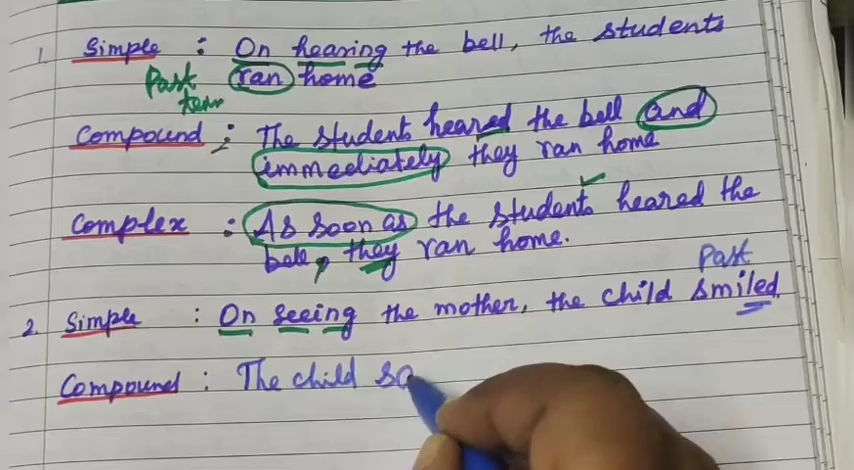 1. Simple : On hearing the bell, the students
Past ran home
tense
Compound : The students heared the bell and
immediately they ran home
Complex : As soon as the students heared the
bell, they ran home.
Past
2. Simple : On seeing the mother, the child smiled.
Compound : The child sa